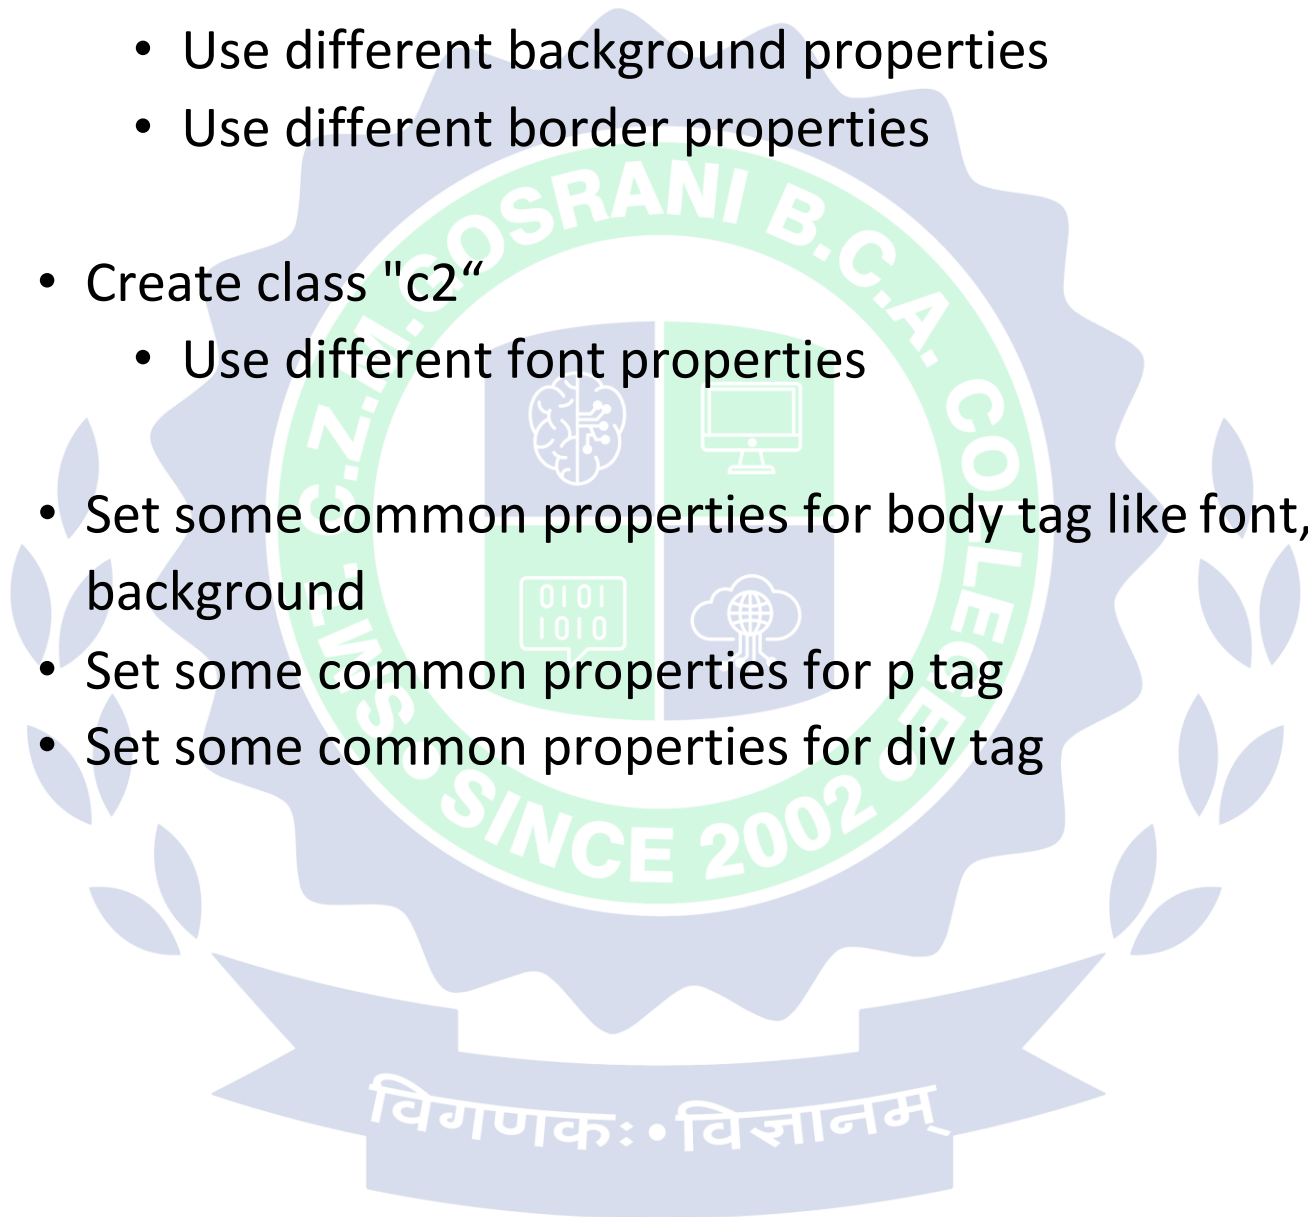 • Use different background properties
• Use different border properties
• Create class "c2“
• Use different font properties
• Set some common properties for body tag like font,
background
• Set some common properties for p tag
• Set some common properties for div tag
SMT. C.Z.M.GOSRANI B.C.A. COLLEGE
SINCE 2002
0101
1010
विगणकः•विज्ञानम्